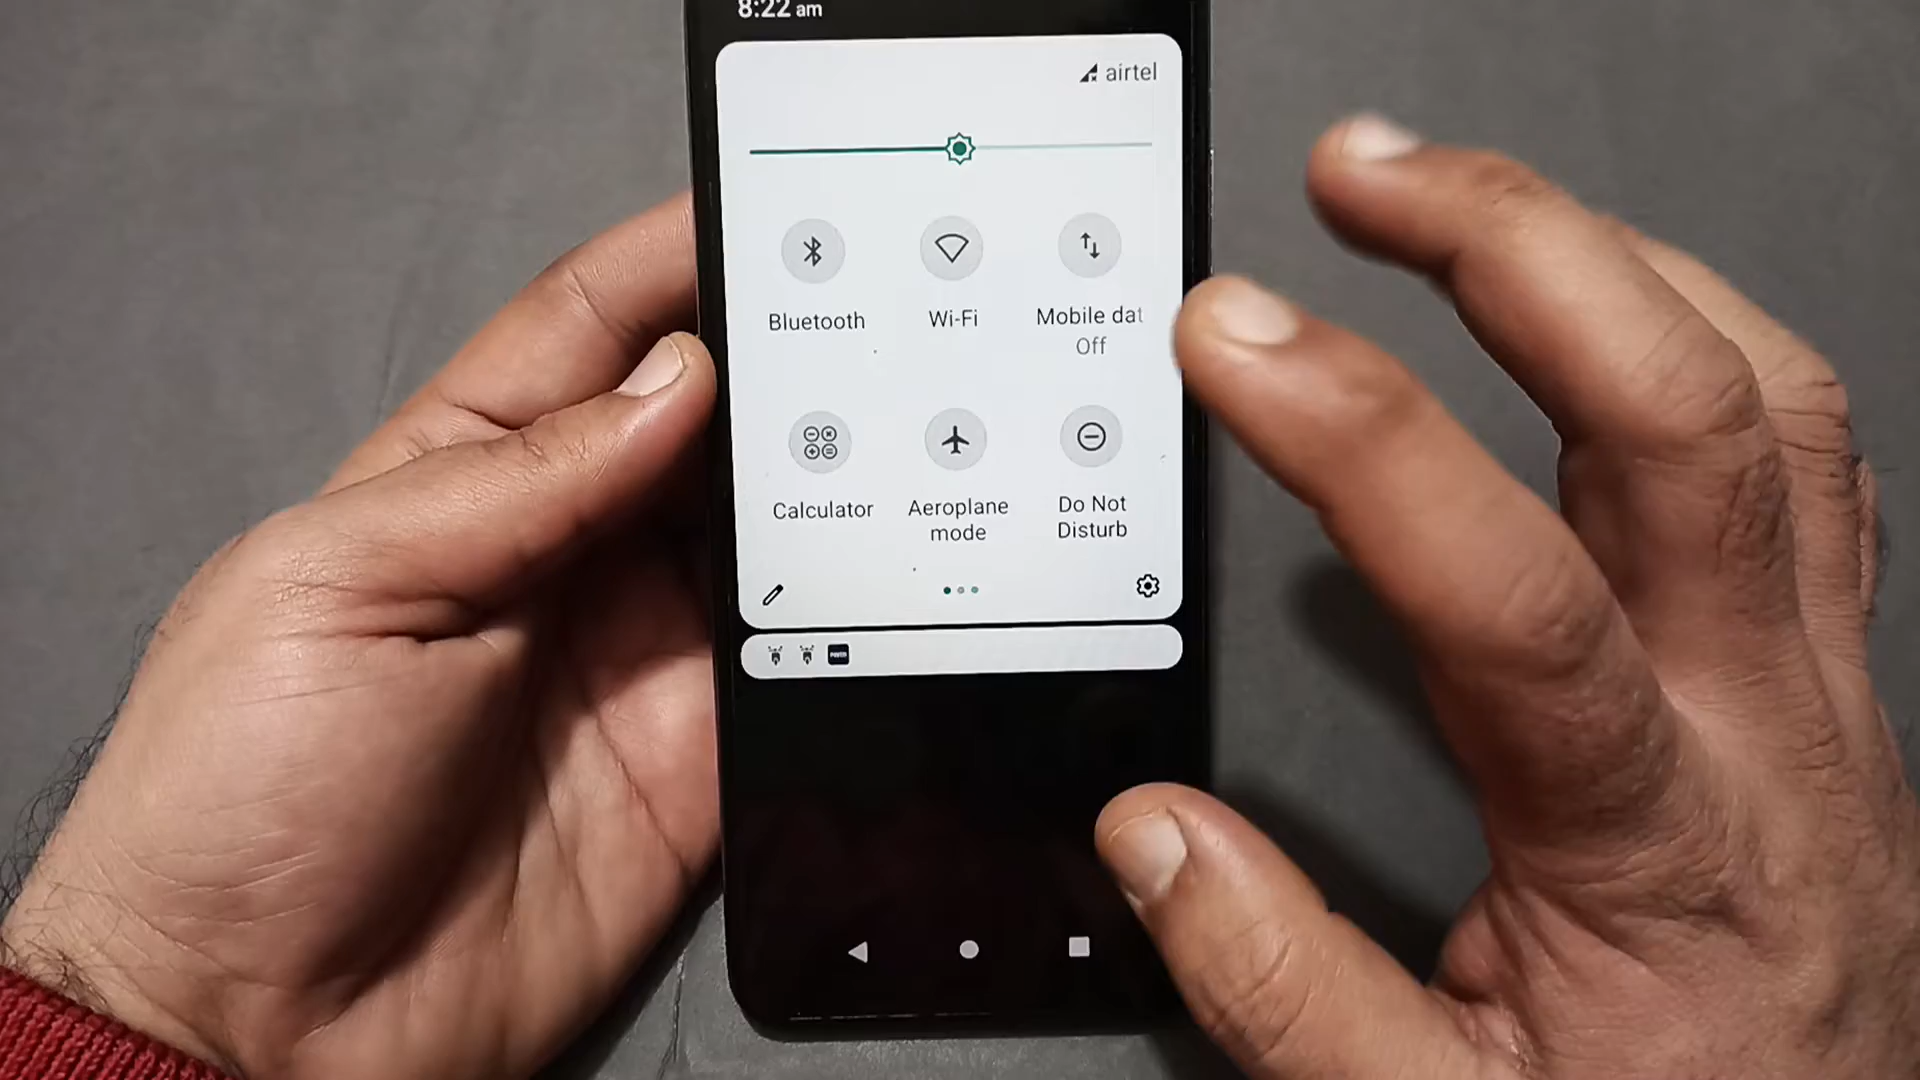 8:22 am
airtel
Bluetooth
Wi-Fi
Mobile dat
Off
Calculator
Aeroplane
mode
Do Not
Disturb